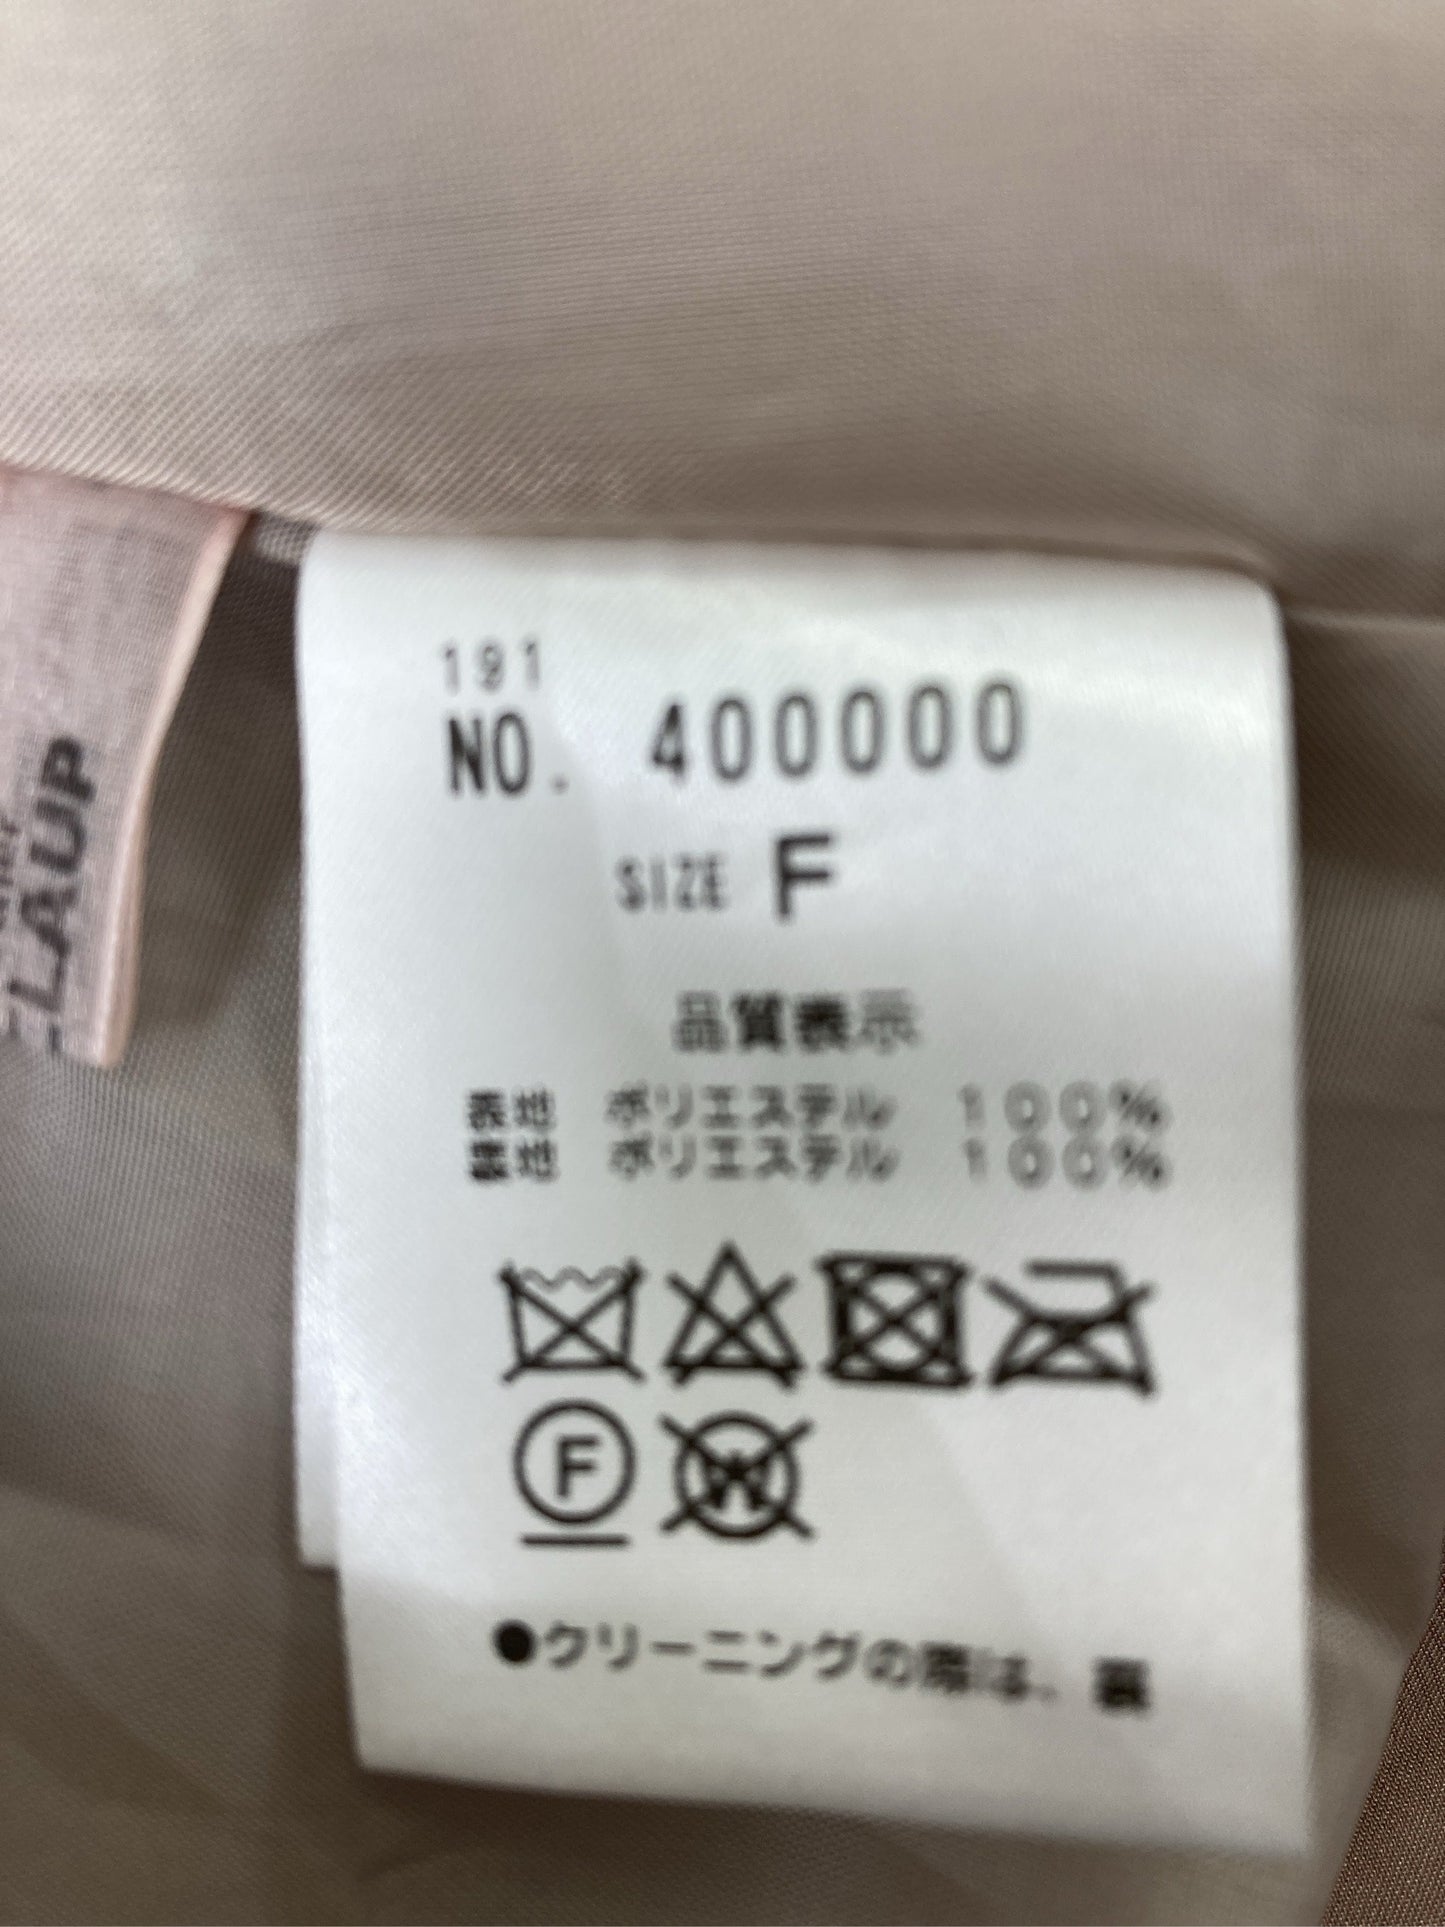 191
NO. 400000
SIZE F
品質表示
表地 ポリエステル 100%
裏地 ポリエステル 100%
F
W
●クリーニングの際は、裏
LAUP